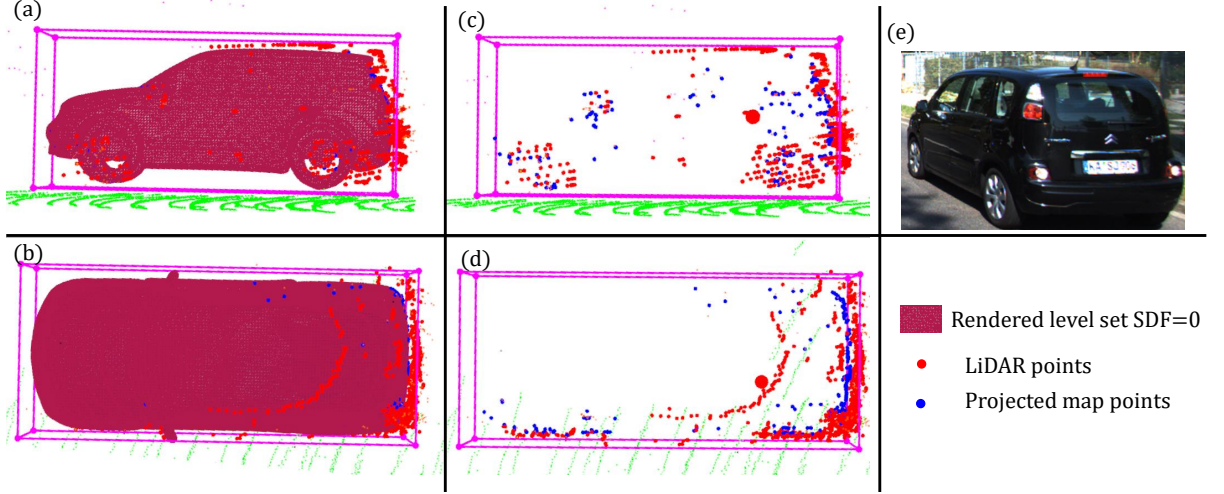 (a)
(c)
(e)
(b)
(d)
Rendered level set SDF=0
LiDAR points
Projected map points